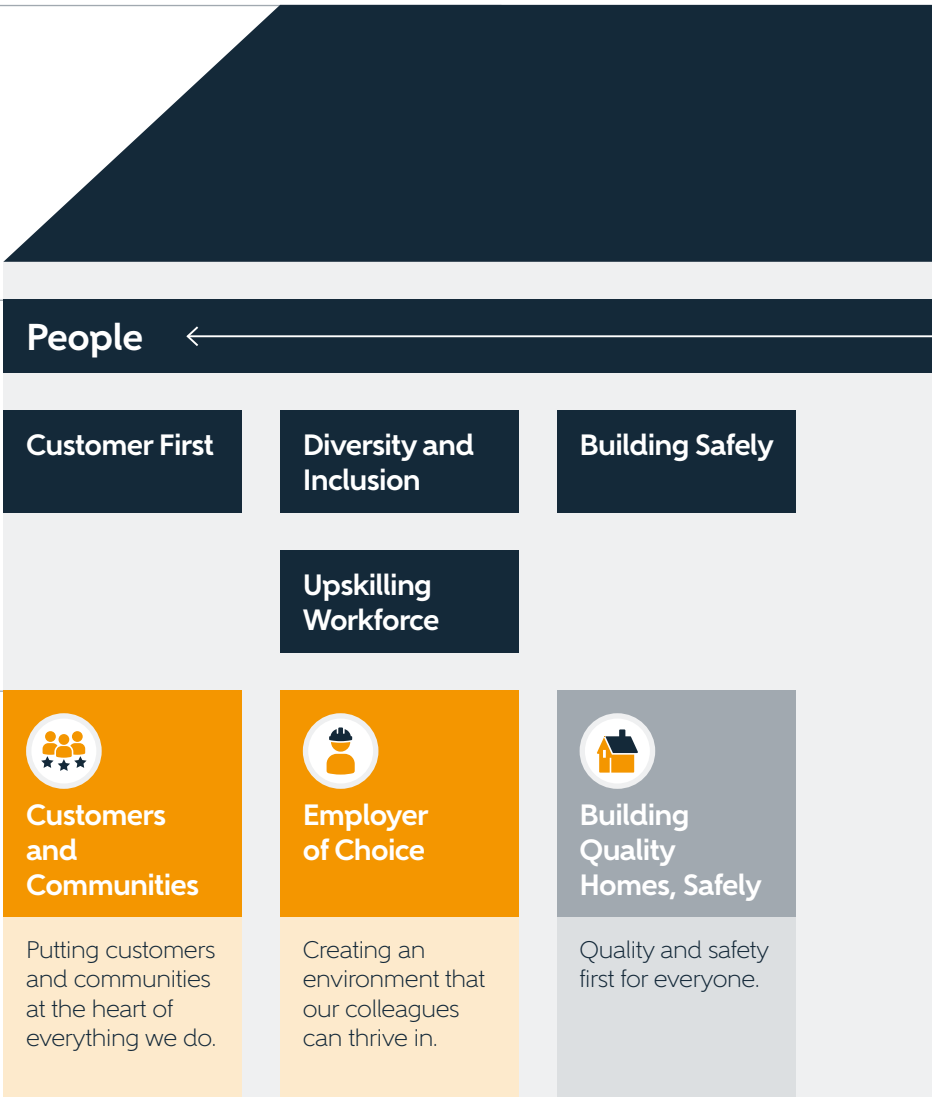 People
Customer First
Diversity and
Inclusion
Building Safely
Upskilling
Workforce
Customers
and
Communities
Employer
of Choice
Building
Quality
Homes, Safely
Putting customers
and communities
at the heart of
everything we do.
Creating an
environment that
our colleagues
can thrive in.
Quality and safety
first for everyone.